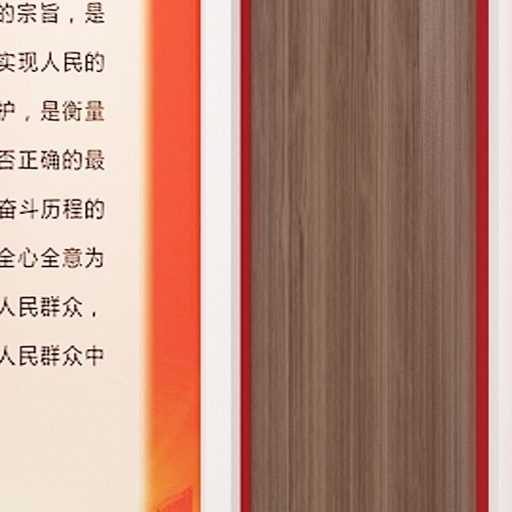 的宗旨，是
实现人民的
护，是衡量
否正确的最
奋斗历程的
全心全意为
人民群众，
人民群众中